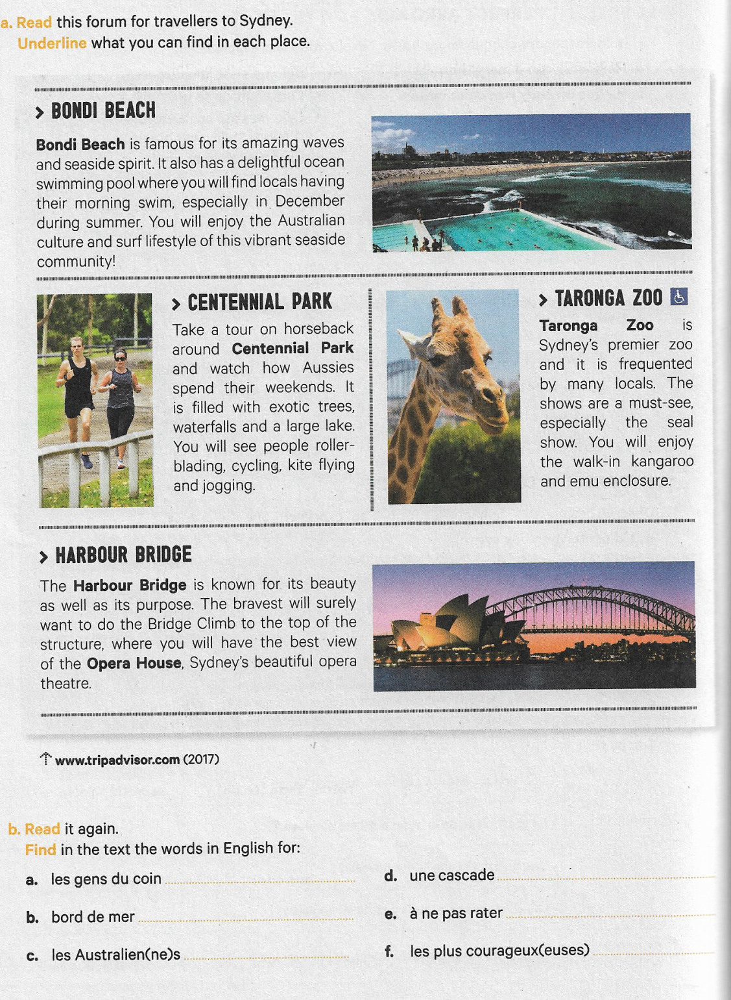 a. Read this forum for travellers to Sydney.
Underline what you can find in each place.
> BONDI BEACH
Bondi Beach is famous for its amazing waves
and seaside spirit. It also has a delightful ocean
swimming pool where you will find locals having
their morning swim, especially in December
during summer. You will enjoy the Australian
culture and surf lifestyle of this vibrant seaside
community!
> CENTENNIAL PARK
Take a tour on horseback
around Centennial Park
and watch how Aussies
spend their weekends. It
is filled with exotic trees,
waterfalls and a large lake.
You will see people roller-
blading, cycling, kite flying
and jogging.
> TARONGA ZOO
Taronga Zoo is
Sydney's premier zoo
and it is frequented
by many locals. The
shows are a must-see,
especially the seal
show. You will enjoy
the walk-in kangaroo
and emu enclosure.
> HARBOUR BRIDGE
The Harbour Bridge is known for its beauty
as well as its purpose. The bravest will surely
want to do the Bridge Climb to the top of the
structure, where you will have the best view
of the Opera House, Sydney's beautiful opera
theatre.
www.tripadvisor.com (2017)
b. Read it again.
Find in the text the words in English for:
a. les gens du coin
b. bord de mer
c. les Australien(ne)s
d. une cascade
e. à ne pas rater
f. les plus courageux(euses)